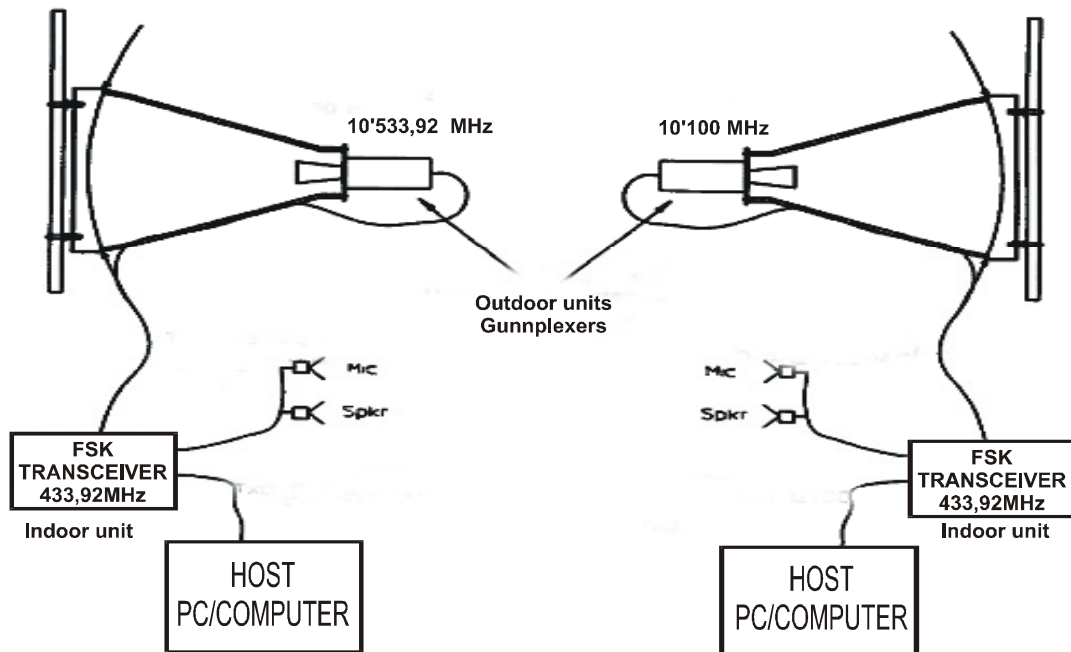 10'533,92 MHz
10'100 MHz
Outdoor units
Gunnplexers
Mic
Spkr
Mic
Spkr
FSK
TRANSCEIVER
433,92MHz
Indoor unit
FSK
TRANSCEIVER
433,92MHz
Indoor unit
HOST
PC/COMPUTER
HOST
PC/COMPUTER